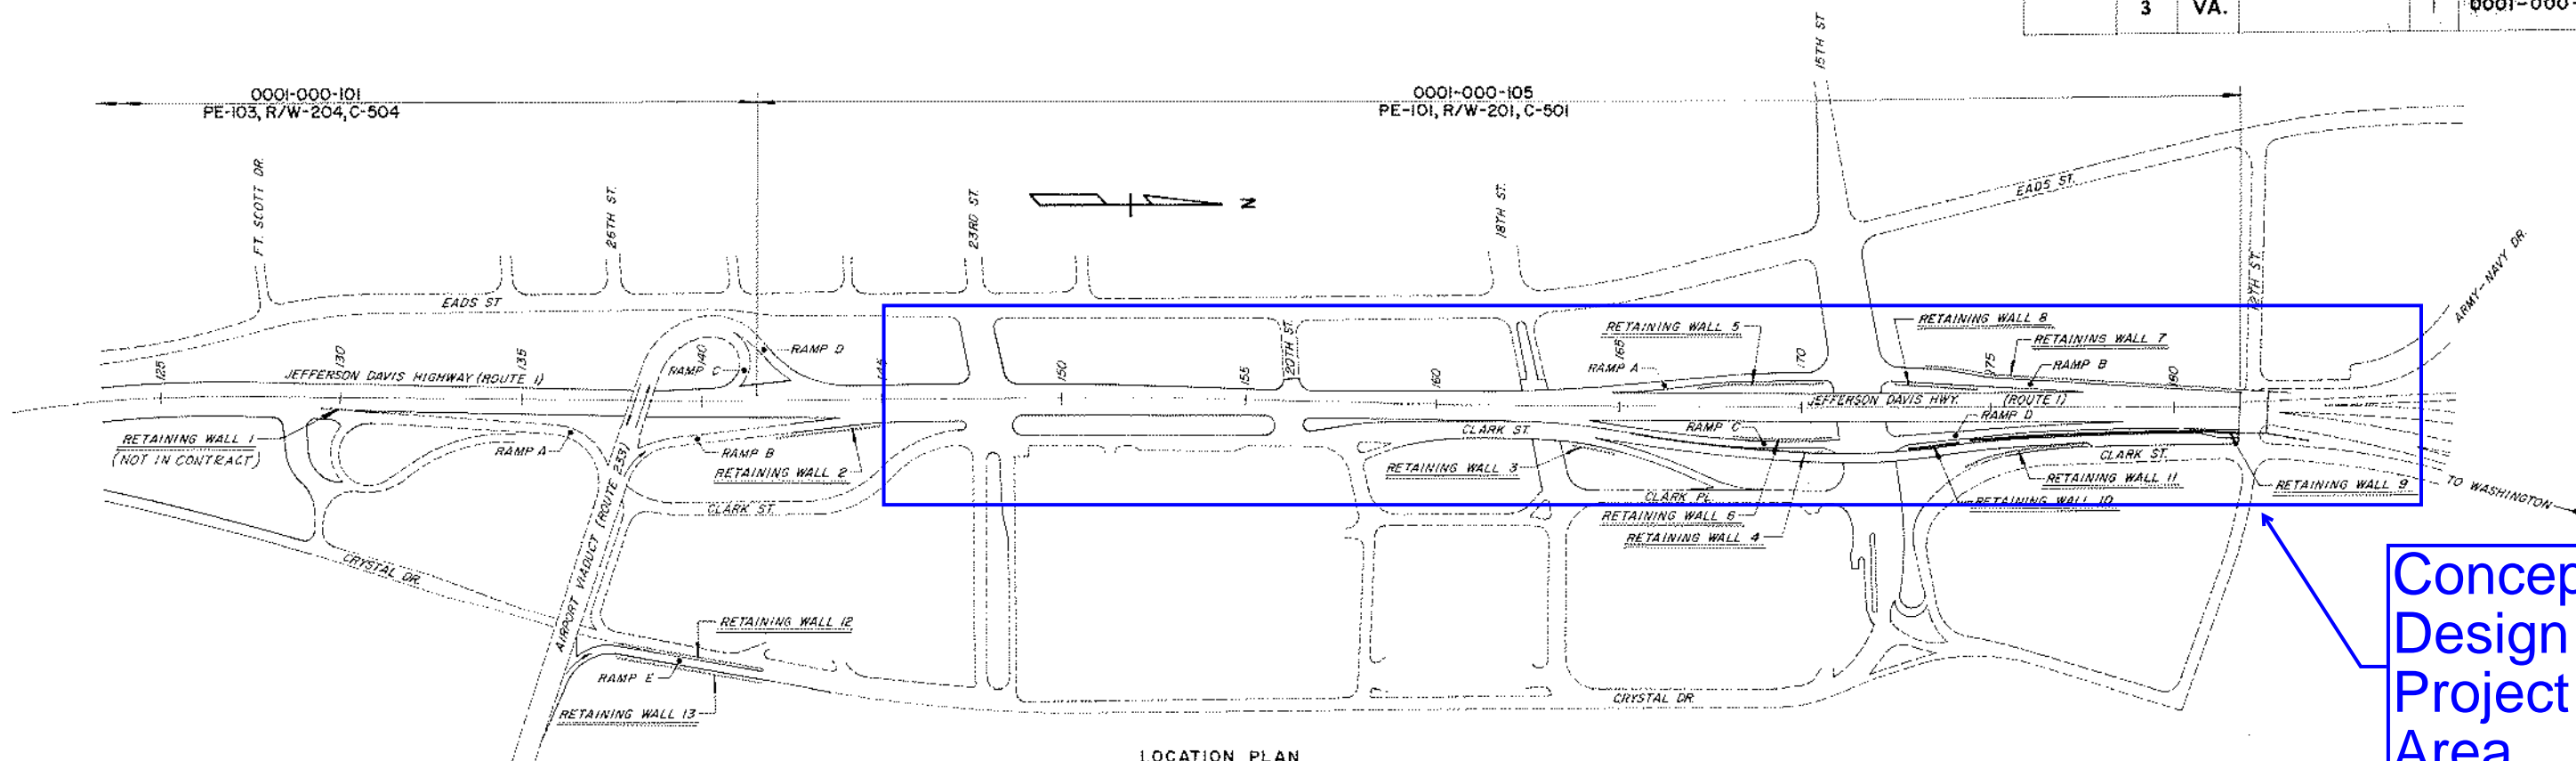 3 VA.
0001-000-
0001-000-101
PE-103, R/W-204, C-504
0001-000-105
PE-101, R/W-201, C-501
15TH ST
FT. SCOTT DR.
26TH ST.
23RD ST.
N
18TH ST.
EADS ST.
ARMY-NAVY DR.
12TH ST.
EADS ST
20TH ST.
RETAINING WALL 5
RETAINING WALL 8
RETAINING WALL 7
RAMP D
RAMP C
RAMP A
RAMP B
125
130
135
140
145
150
155
160
165
170
175
180
JEFFERSON DAVIS HIGHWAY (ROUTE 1)
JEFFERSON DAVIS HWY. (ROUTE 1)
RAMP D
RETAINING WALL 1
(NOT IN CONTRACT)
RAMP A
RAMP B
RETAINING WALL 2
CLARK ST.
RAMP C
RETAINING WALL 3
CLARK ST.
RETAINING WALL 11
RETAINING WALL 9
TO WASHINGTON
CLARK ST.
CLARK PL.
RETAINING WALL 10
RETAINING WALL 6
RETAINING WALL 4
AIRPORT VIADUCT (ROUTE 233)
CRYSTAL DR.
RETAINING WALL 12
RAMP E
RETAINING WALL 13
CRYSTAL DR.
LOCATION PLAN
Concep
Design
Project
Area